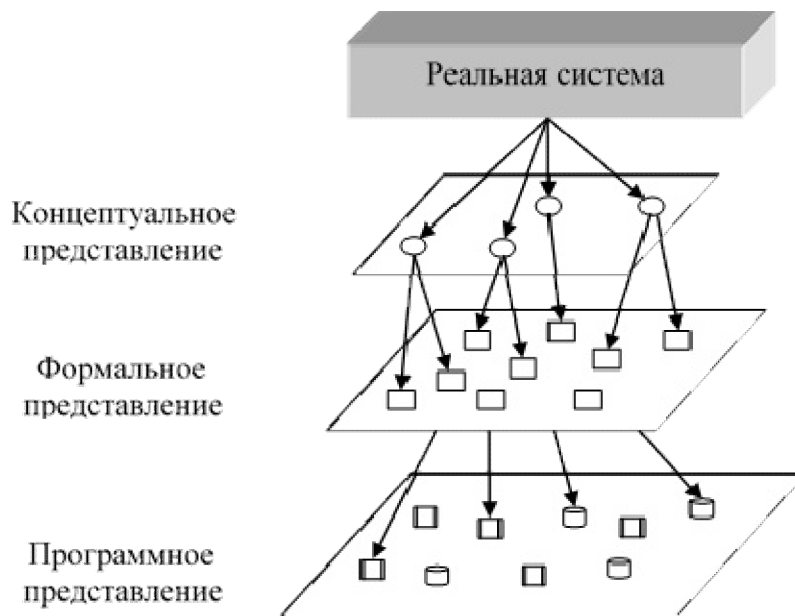 Реальная система
Концептуальное
представление
Формальное
представление
Программное
представление